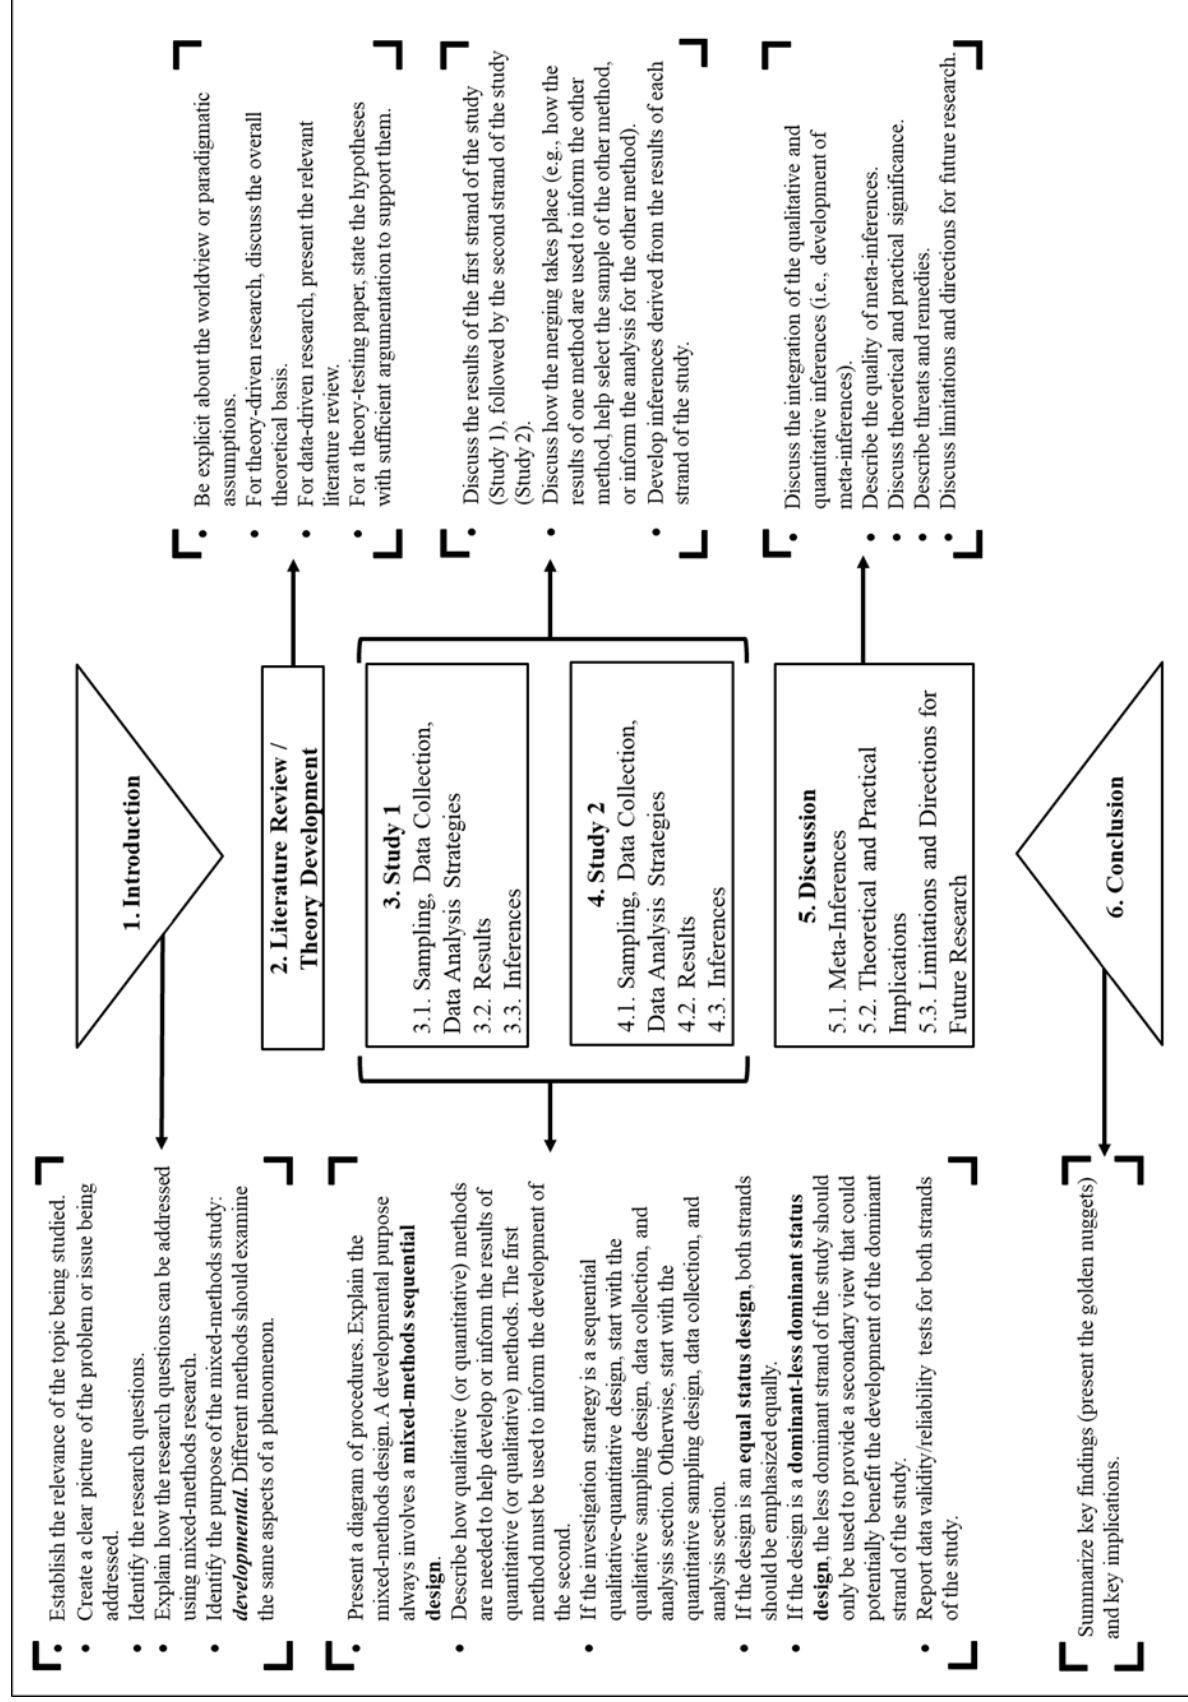 • Establish the relevance of the topic being studied.
• Create a clear picture of the problem or issue being
addressed.
• Identify the research questions.
• Explain how the research questions can be addressed
using mixed-methods research.
• Identify the purpose of the mixed-methods study:
developmental. Different methods should examine
the same aspects of a phenomenon.
• Present a diagram of procedures. Explain the
mixed-methods design. A developmental purpose
always involves a mixed-methods sequential
design.
• Describe how qualitative (or quantitative) methods
are needed to help develop or inform the results of
quantitative (or qualitative) methods. The first
method must be used to inform the development of
the second.
• If the investigation strategy is a sequential
qualitative-quantitative design, start with the
qualitative sampling design, data collection, and
analysis section. Otherwise, start with the
quantitative sampling design, data collection, and
analysis section.
• If the design is an equal status design, both strands
should be emphasized equally.
• If the design is a dominant-less dominant status
design, the less dominant strand of the study should
only be used to provide a secondary view that could
potentially benefit the development of the dominant
strand of the study.
• Report data validity/reliability tests for both strands
of the study.
Summarize key findings (present the golden nuggets)
and key implications.
1. Introduction
2. Literature Review /
Theory Development
3. Study 1
3.1. Sampling, Data Collection,
Data Analysis Strategies
3.2. Results
3.3. Inferences
4. Study 2
4.1. Sampling, Data Collection,
Data Analysis Strategies
4.2. Results
4.3. Inferences
5. Discussion
5.1. Meta-Inferences
5.2. Theoretical and Practical
Implications
5.3. Limitations and Directions for
Future Research
6. Conclusion
• Be explicit about the worldview or paradigmatic
assumptions.
• For theory-driven research, discuss the overall
theoretical basis.
• For data-driven research, present the relevant
literature review.
• For a theory-testing paper, state the hypotheses
with sufficient argumentation to support them.
• Discuss the results of the first strand of the study
(Study 1), followed by the second strand of the study
(Study 2).
• Discuss how the merging takes place (e.g., how the
results of one method are used to inform the other
method, help select the sample of the other method,
or inform the analysis for the other method).
• Develop inferences derived from the results of each
strand of the study.
• Discuss the integration of the qualitative and
quantitative inferences (i.e., development of
meta-inferences).
• Describe the quality of meta-inferences.
• Discuss theoretical and practical significance.
• Describe threats and remedies.
• Discuss limitations and directions for future research.